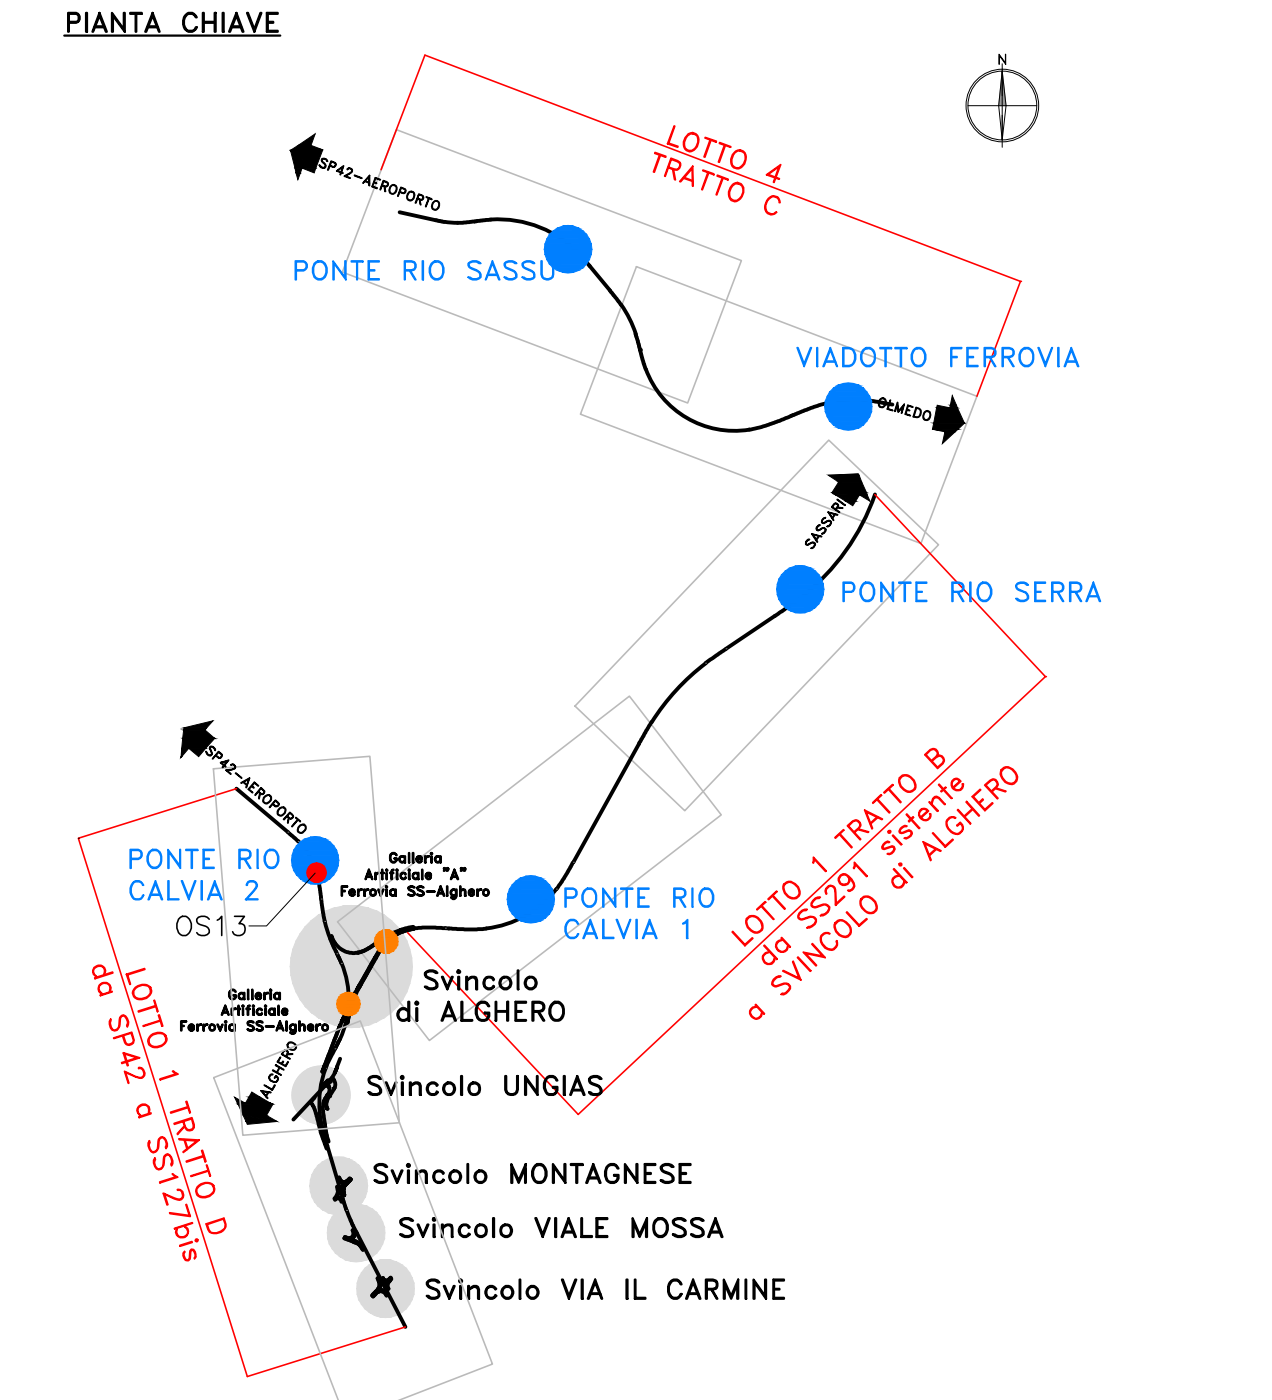 PIANTA CHIAVE
N
LOTTO 4
TRATTO C
SP42-AEROPORTO
PONTE RIO SASSU
VIADOTTO FERROVIA
OLMEDO
SASSARI
PONTE RIO SERRA
SP42-AEROPORTO
LOTTO 1 TRATTO B
da SS291 sistente
a SVINCOLO di ALGHERO
PONTE RIO
CALVIA 2
OS13
Galleria
Artificiale "A"
Ferrovia SS-Alghero
PONTE RIO
CALVIA 1
Svincolo
di ALGHERO
Galleria
Artificiale
Ferrovia SS-Alghero
LOTTO 1 TRATTO D
da SP42 a SS127bis
ALGHERO
Svincolo UNGIAS
Svincolo MONTAGNESE
Svincolo VIALE MOSSA
Svincolo VIA IL CARMINE